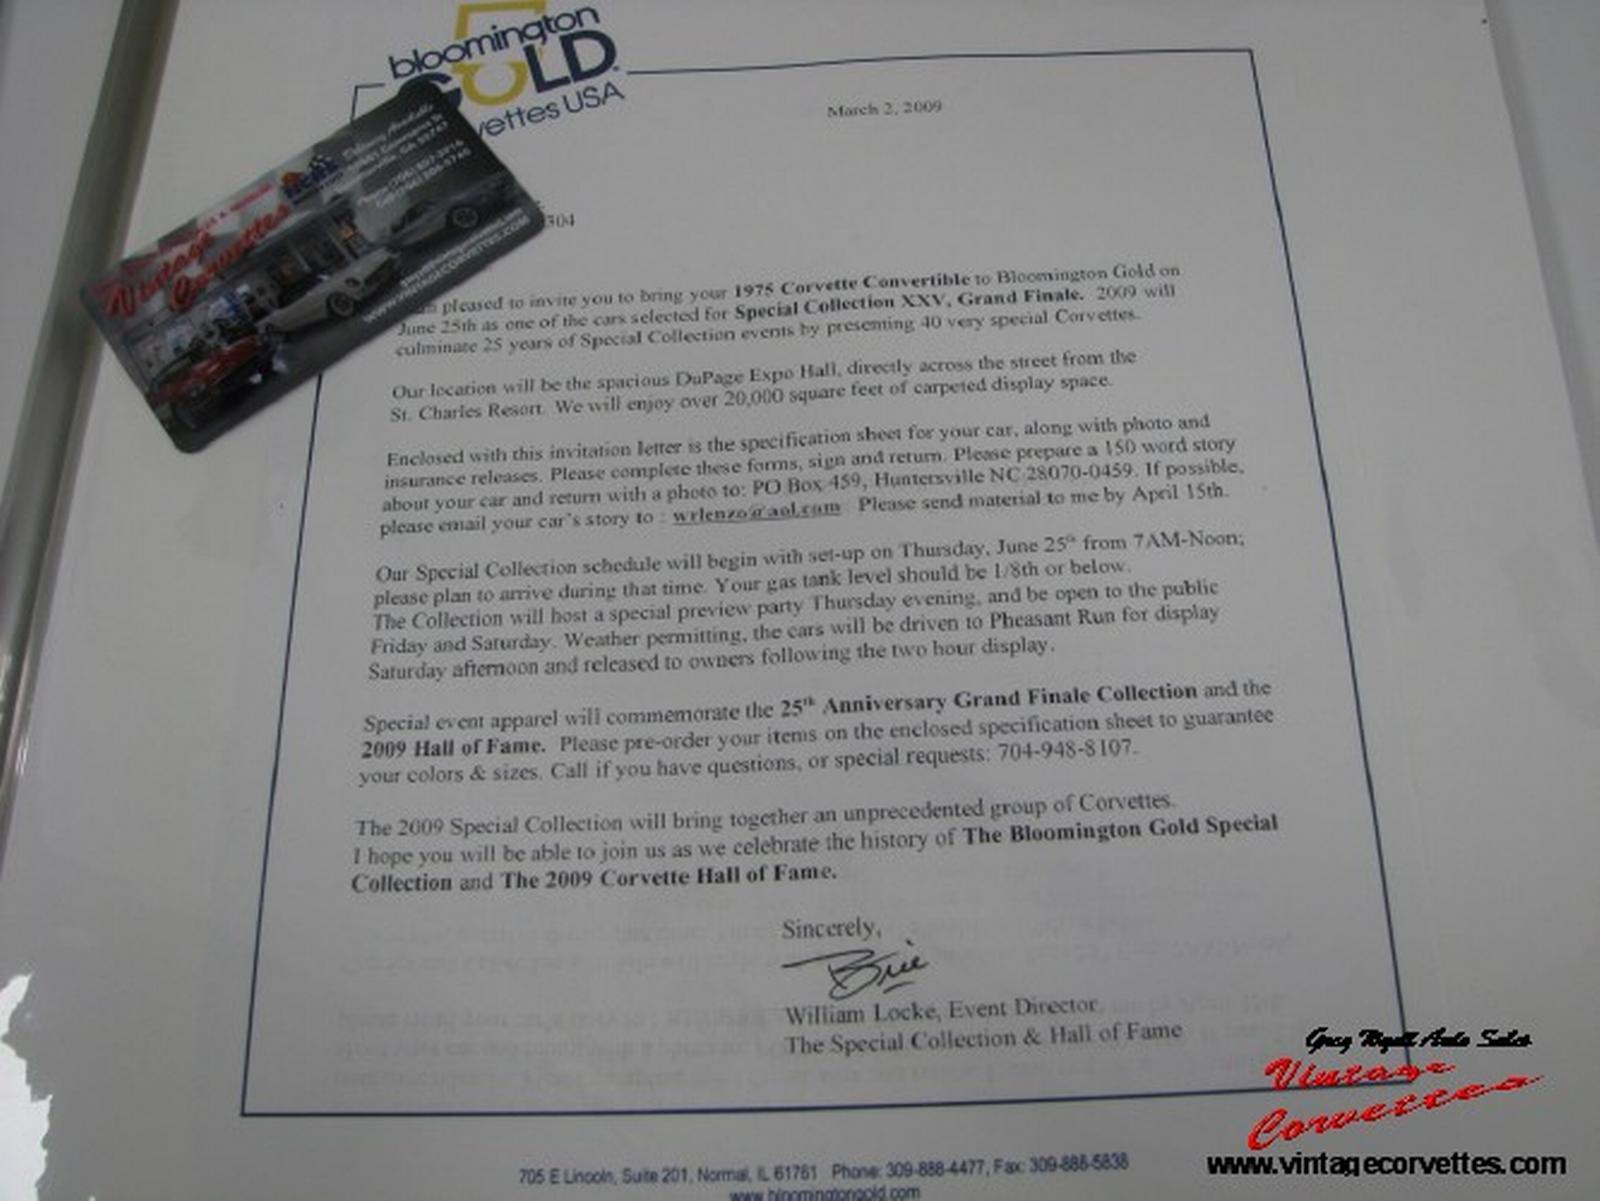 bloomington
GOLD
vettes USA
March 2, 2009
304
Vintage
Corvettes
www.VINTAGECORVETTES.COM
pleased to invite you to bring your 1975 Corvette Convertible to Bloomington Gold on
June 25th as one of the cars selected for Special Collection XXV, Grand Finale. 2009 will
culminate 25 years of Special Collection events by presenting 40 very special Corvettes.
Our location will be the spacious DuPage Expo Hall, directly across the street from the
St. Charles Resort. We will enjoy over 20,000 square feet of carpeted display space.
Enclosed with this invitation letter is the specification sheet for your car, along with photo and
insurance releases. Please complete these forms, sign and return. Please prepare a 150 word story
about your car and return with a photo to: PO Box 459, Huntersville NC 28070-0459. If possible,
please email your car's story to : wrlenzo@aol.com Please send material to me by April 15th.
Our Special Collection schedule will begin with set-up on Thursday, June 25th from 7AM-Noon;
please plan to arrive during that time. Your gas tank level should be 1/8th or below.
The Collection will host a special preview party Thursday evening, and be open to the public
Friday and Saturday. Weather permitting, the cars will be driven to Pheasant Run for display
Saturday afternoon and released to owners following the two hour display.
Special event apparel will commemorate the 25th Anniversary Grand Finale Collection and the
2009 Hall of Fame. Please pre-order your items on the enclosed specification sheet to guarantee
your colors & sizes. Call if you have questions, or special requests: 704-948-8107.
The 2009 Special Collection will bring together an unprecedented group of Corvettes.
I hope you will be able to join us as we celebrate the history of The Bloomington Gold Special
Collection and The 2009 Corvette Hall of Fame.
Sincerely,
William Locke, Event Director
The Special Collection & Hall of Fame
705 E Lincoln, Suite 201, Normal, IL 61761 Phone: 309-888-4477, Fax: 309-888-5838
www.bloomingtongold.com
Greg Wyatt Auto Sales
Vintage
Corvettes
www.vintagecorvettes.com